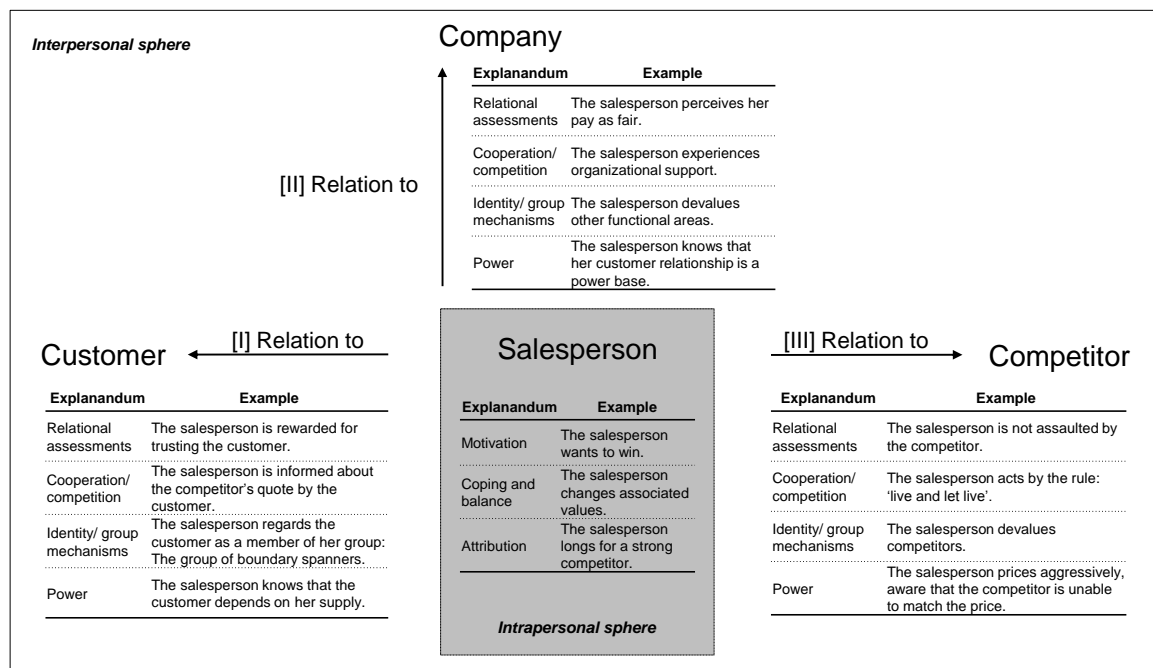 Interpersonal sphere
Company
Explanandum Example
Relational
assessments
The salesperson perceives her
pay as fair.
Cooperation/
competition
The salesperson experiences
organizational support.
Identity/ group
mechanisms
The salesperson devalues
other functional areas.
Power
The salesperson knows that
her customer relationship is a
power base.
[II] Relation to
Customer
[I] Relation to
Explanandum Example
Relational
assessments
The salesperson is rewarded for
trusting the customer.
Cooperation/
competition
The salesperson is informed about
the competitor's quote by the
customer.
Identity/ group
mechanisms
The salesperson regards the
customer as a member of her group:
The group of boundary spanners.
Power
The salesperson knows that the
customer depends on her supply.
Salesperson
Explanandum Example
Motivation
The salesperson
wants to win.
Coping and
balance
The salesperson
changes associated
values.
Attribution
The salesperson
longs for a strong
competitor.
Intrapersonal sphere
[III] Relation to
Competitor
Explanandum Example
Relational
assessments
The salesperson is not assaulted by
the competitor.
Cooperation/
competition
The salesperson acts by the rule:
'live and let live'.
Identity/ group
mechanisms
The salesperson devalues
competitors.
Power
The salesperson prices aggressively,
aware that the competitor is unable
to match the price.